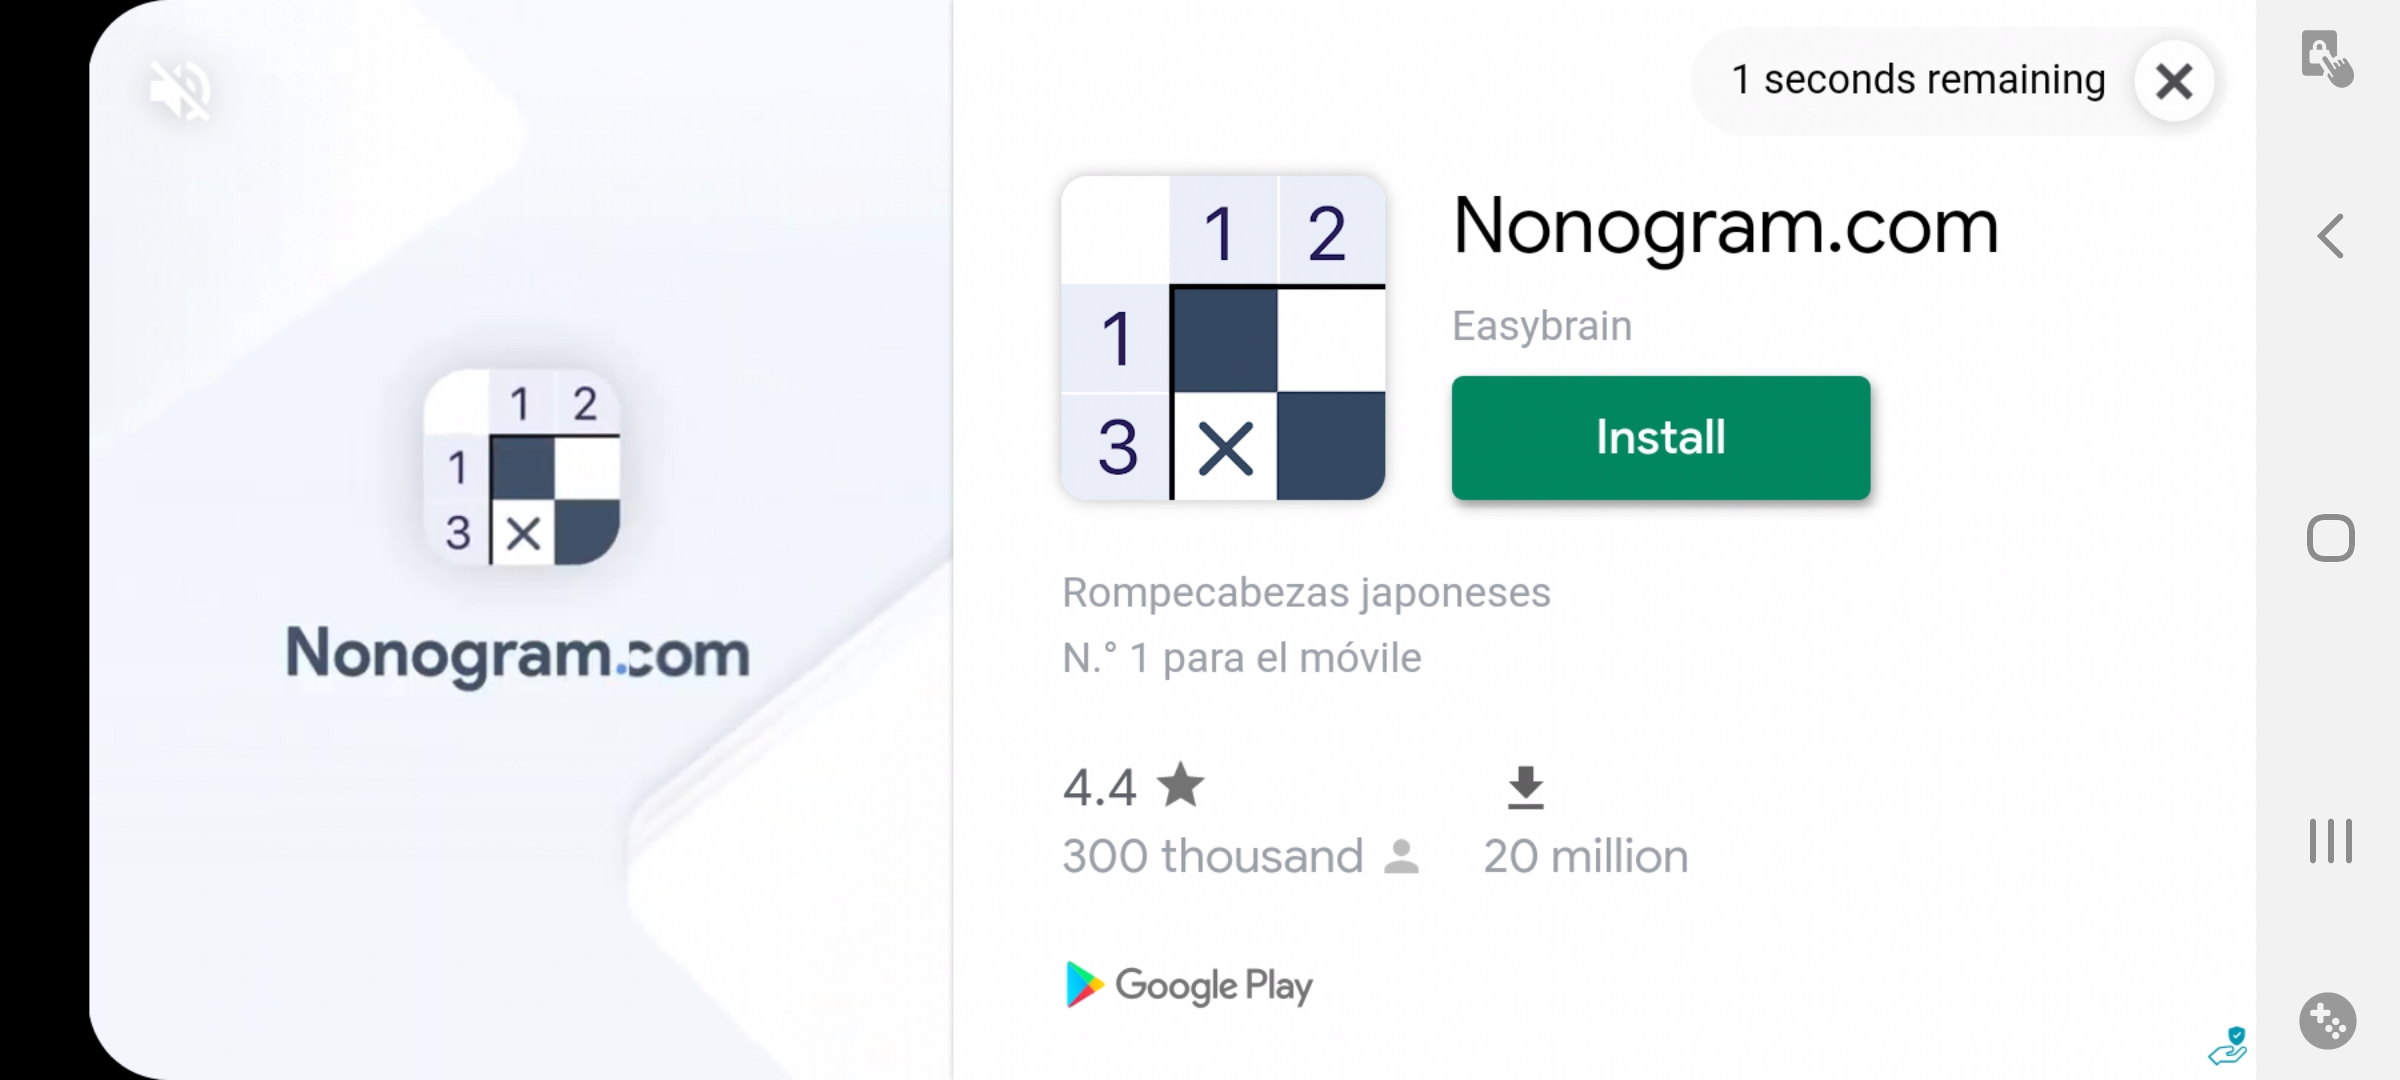 1 seconds remaining
1 2
1
3
Nonogram.com
1 2
1
3
Nonogram.com
Easybrain
Install
Rompecabezas japoneses
N.° 1 para el móvile
4.4
300 thousand
20 million
Google Play